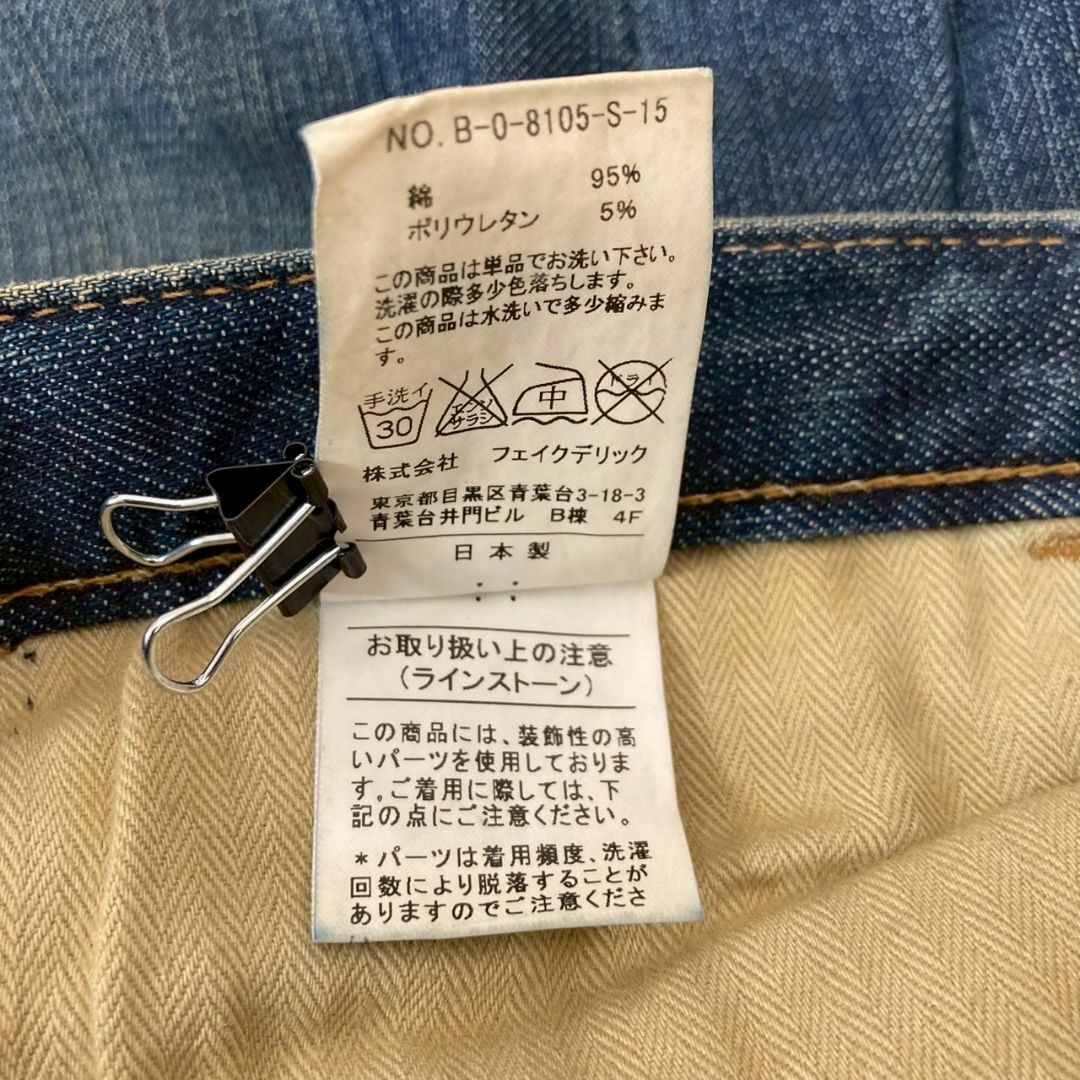 NO. B-0-8105-S-15
綿 95%
ポリウレタン 5%
この商品は単品でお洗い下さい。
洗濯の際多少色落ちします。
この商品は水洗いで多少縮みま
す。
手洗イ エンソ 中 ドライ
30 サラシ
株式会社 フェイクデリック
東京都目黒区青葉台3-18-3
青葉台井門ビル B棟 4F
日本製
お取り扱い上の注意
(ラインストーン)
この商品には、装飾性の高
いパーツを使用しておりま
す。ご着用に際しては、下
記の点にご注意ください。
*パーツは着用頻度、洗濯
回数により脱落することが
ありますのでご注意くださ